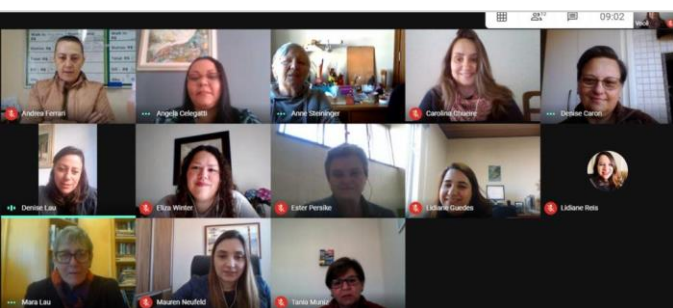 09:02
Andrea Ferrari
Angela Celegatti
Anne Steininger
Carolina
Denise Caron
Denise Lau
Eliza Winter
Ester Persike
Lidiane Guedes
Lidiane Reis
Mara Lau
Mauren Neufeld
Tania Muniz